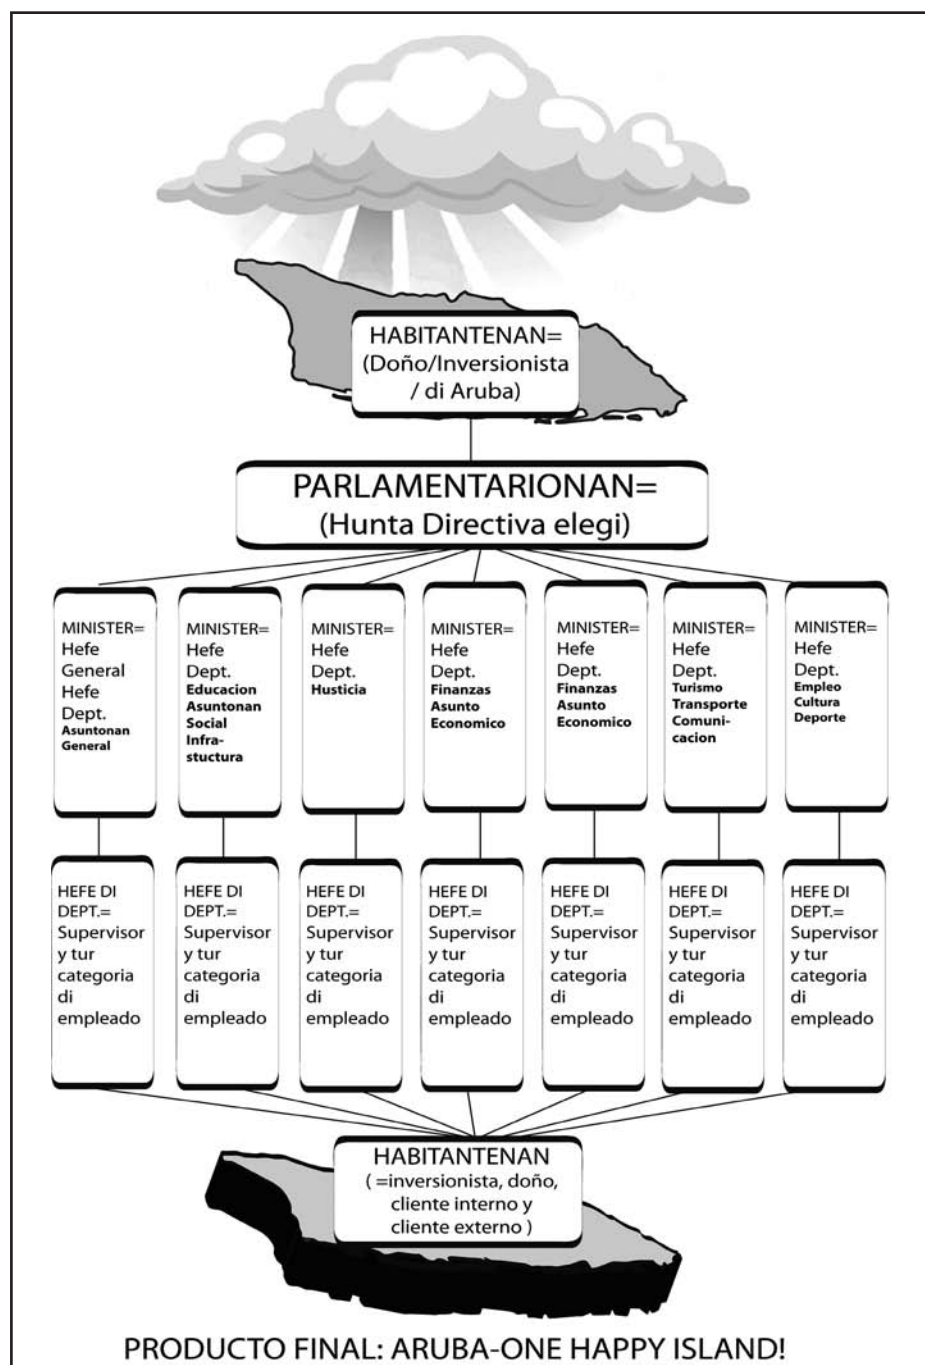 HABITANTENAN=
(Doño/Inversionista
/ di Aruba)
PARLAMENTARIONAN=
(Hunta Directiva elegi)
MINISTER=
Hefe
General
Hefe
Dept.
Asuntonan
General
MINISTER=
Hefe
Dept.
Educacion
Asuntonan
Social
Infra-
stuctura
MINISTER=
Hefe
Dept.
Husticia
MINISTER=
Hefe
Dept.
Finanzas
Asunto
Economico
MINISTER=
Hefe
Dept.
Finanzas
Asunto
Economico
MINISTER=
Hefe
Dept.
Turismo
Transporte
Comuni-
cacion
MINISTER=
Hefe
Dept.
Empleo
Cultura
Deporte
HEFE DI
DEPT.=
Supervisor
y tur
categoria
di
empleado
HEFE DI
DEPT.=
Supervisor
y tur
categoria
di
empleado
HEFE DI
DEPT.=
Supervisor
y tur
categoria
di
empleado
HEFE DI
DEPT.=
Supervisor
y tur
categoria
di
empleado
HEFE DI
DEPT.=
Supervisor
y tur
categoria
di
empleado
HEFE DI
DEPT.=
Supervisor
y tur
categoria
di
empleado
HEFE DI
DEPT.=
Supervisor
y tur
categoria
di
empleado
HABITANTENAN
( =inversionista, doño,
cliente interno y
cliente externo )
PRODUCTO FINAL: ARUBA-ONE HAPPY ISLAND!